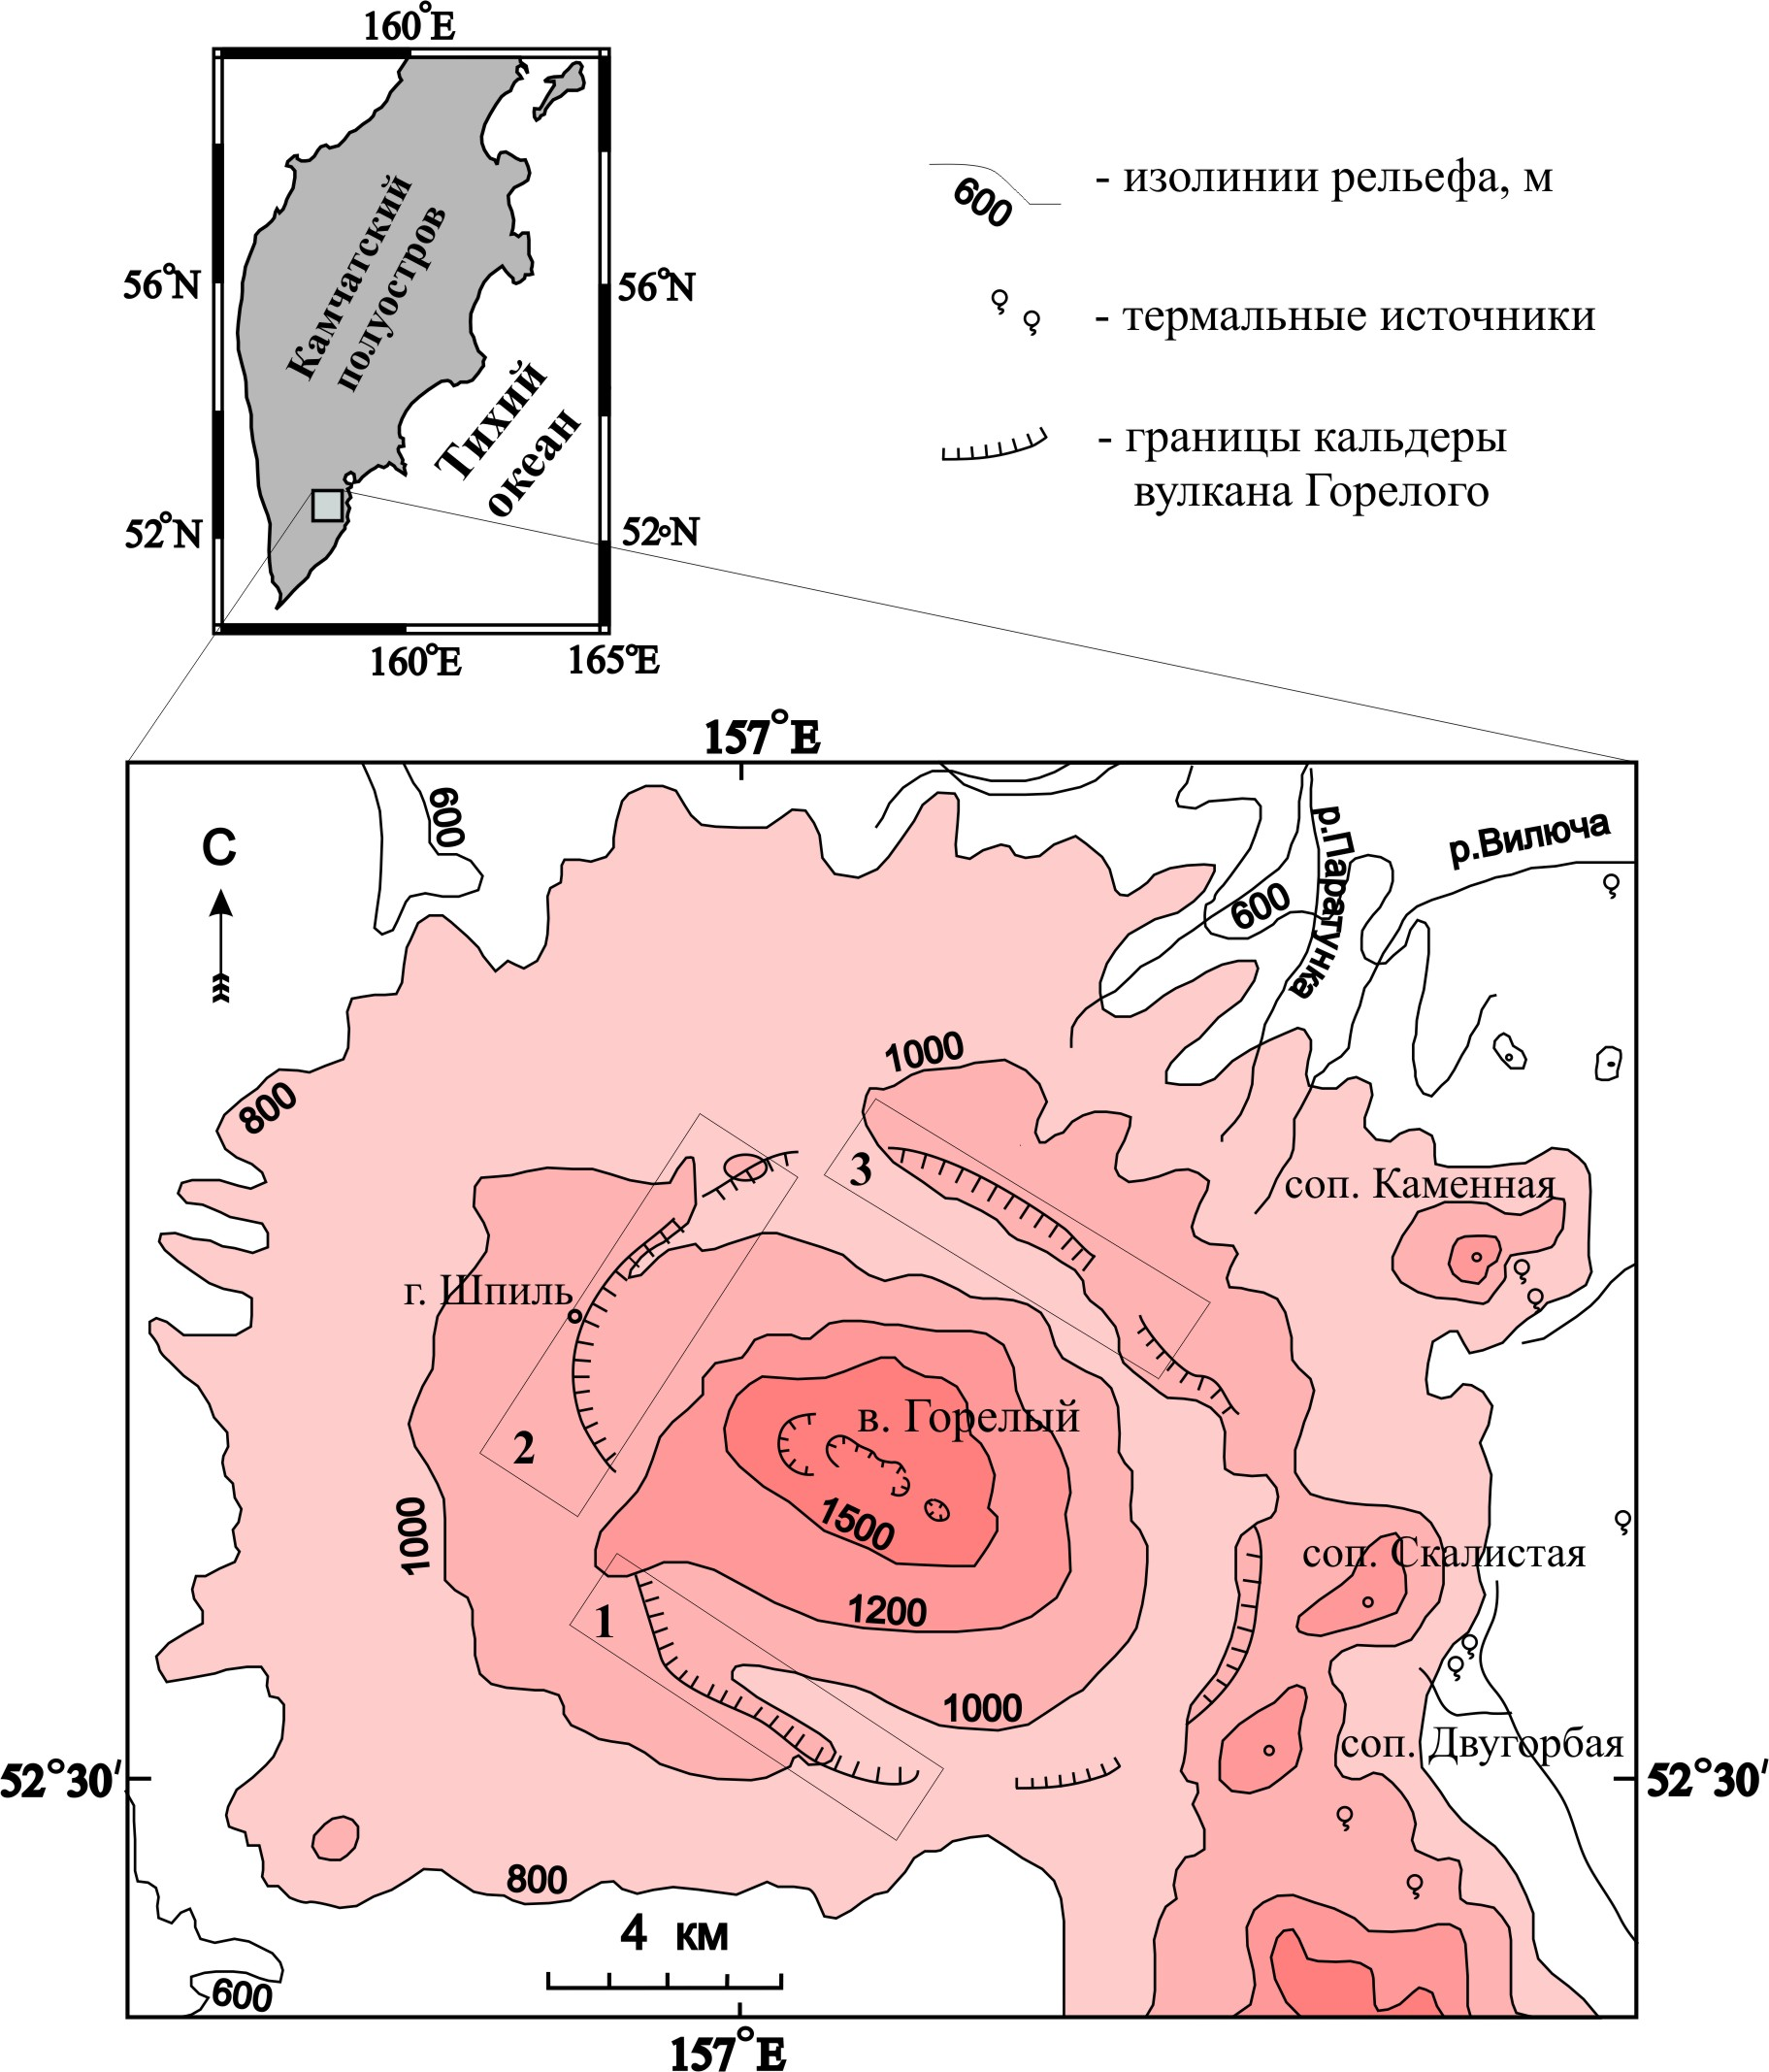 160°E
56°N
56°N
52°N
52°N
160°E
165°E
Камчатский
полуостров
Тихий
океан
600
- изолинии рельефа, м
- термальные источники
- границы кальдеры
вулкана Горелого
157°E
С
600
р.Паратунка
р.Вилюча
600
1000
800
3
соп. Каменная
г. Шпиль
в. Горелый
2
1500
1000
соп. Скалистая
1
1200
1000
соп. Двугорбая
52°30'
52°30'
800
4 км
600
157°E